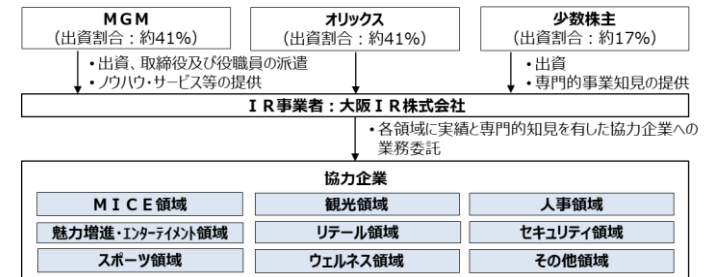 MGM
(出資割合:約41%)
オリックス
(出資割合:約41%)
少数株主
(出資割合:約17%)
・出資、取締役及び役職員の派遣
・ノウハウ・サービス等の提供
・出資
・専門的事業知見の提供
IR事業者:大阪IR株式会社
・各領域に実績と専門的知見を有した協力企業への
業務委託
協力企業
MICE領域
観光領域
人事領域
魅力増進・エンターテイメント領域
リテール領域
セキュリティ領域
スポーツ領域
ウェルネス領域
その他領域